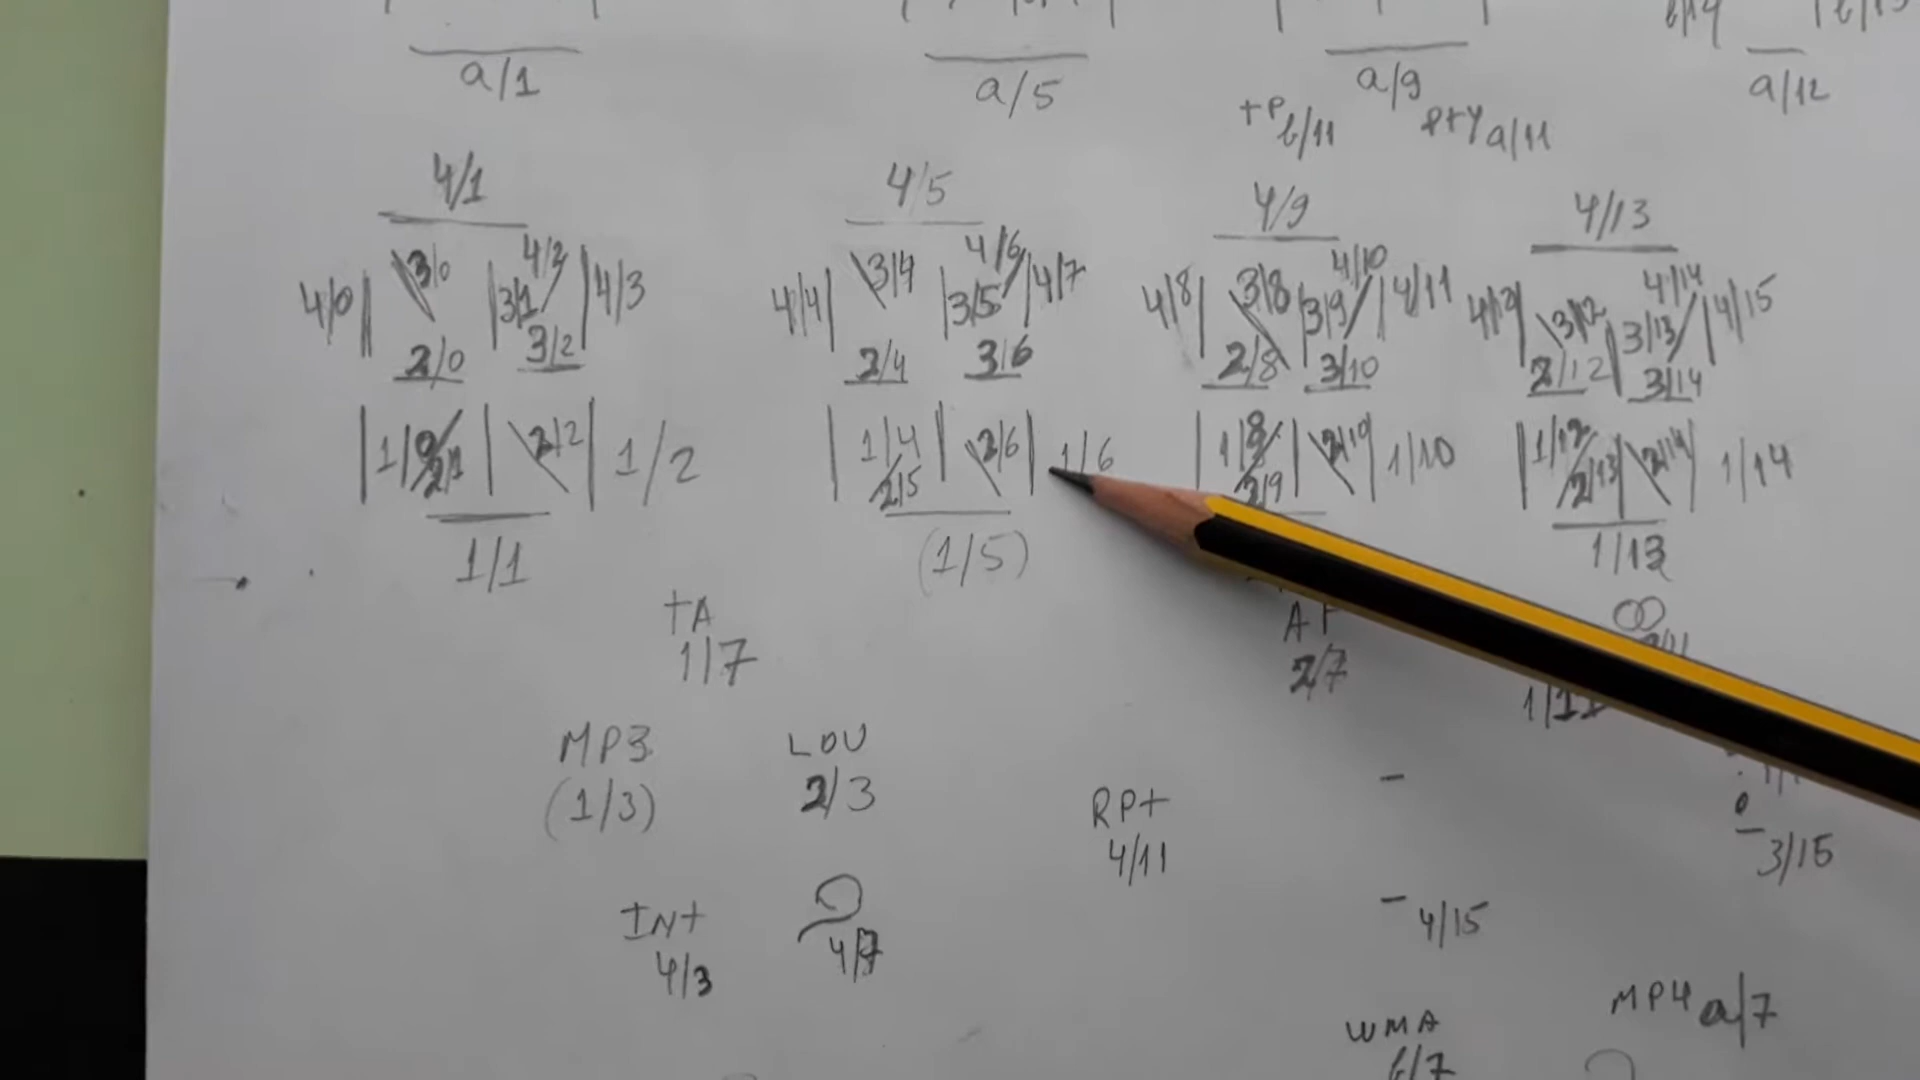 a/1 a/5 a/9 a/12
+P b/11 P+Y a/11
4/1 4/5 4/9 4/13
4/0 3/0 3/1 4/2 4/3 4/4 3/4 3/5 4/6 4/7 4/8 3/8 3/9 4/10 4/11 4/12 3/12 3/13 4/14 4/15
2/0 3/2 2/4 3/6 2/8 3/10 2/12 3/14
1/0 2/1 2/2 1/2 1/4 2/5 2/6 1/6 1/8 2/9 2/10 1/10 1/12 2/13 2/14 1/14
1/1 (1/5) 1/13
TA
1/7 2/7
MP3 LOU
(1/3) 2/3
RPT
4/11
3/15
INT
4/3 4/7
4/15
WMA MP4 a/7
b/7